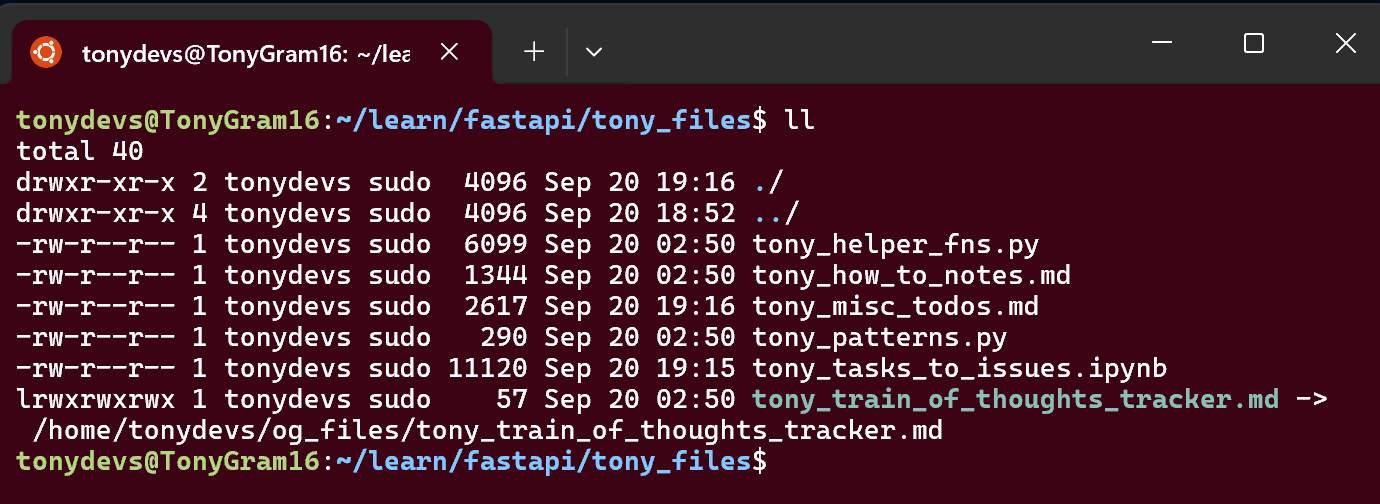 tonydevs@TonyGram16: ~/lea
tonydevs@TonyGram16:~/learn/fastapi/tony_files$ ll
total 40
drwxr-xr-x 2 tonydevs sudo  4096 Sep 20 19:16 ./
drwxr-xr-x 4 tonydevs sudo  4096 Sep 20 18:52 ../
-rw-r--r-- 1 tonydevs sudo  6099 Sep 20 02:50 tony_helper_fns.py
-rw-r--r-- 1 tonydevs sudo  1344 Sep 20 02:50 tony_how_to_notes.md
-rw-r--r-- 1 tonydevs sudo  2617 Sep 20 19:16 tony_misc_todos.md
-rw-r--r-- 1 tonydevs sudo   290 Sep 20 02:50 tony_patterns.py
-rw-r--r-- 1 tonydevs sudo 11120 Sep 20 19:15 tony_tasks_to_issues.ipynb
lrwxrwxrwx 1 tonydevs sudo    57 Sep 20 02:50 tony_train_of_thoughts_tracker.md ->
 /home/tonydevs/og_files/tony_train_of_thoughts_tracker.md
tonydevs@TonyGram16:~/learn/fastapi/tony_files$